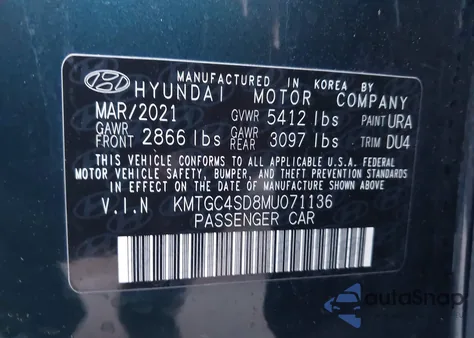 MANUFACTURED IN KOREA BY
HYUNDAI MOTOR COMPANY
MAR/2021 GVWR 5412 lbs PAINT URA
GAWR FRONT 2866 lbs GAWR REAR 3097 lbs TRIM DU4
THIS VEHICLE CONFORMS TO ALL APPLICABLE U.S.A. FEDERAL
MOTOR VEHICLE SAFETY, BUMPER, AND THEFT PREVENTION
STANDARDS IN EFFECT ON THE DATE OF MANUFACTURE SHOWN ABOVE.
V.I.N KMTGC4SD8MU071136
PASSENGER CAR
autoSnap